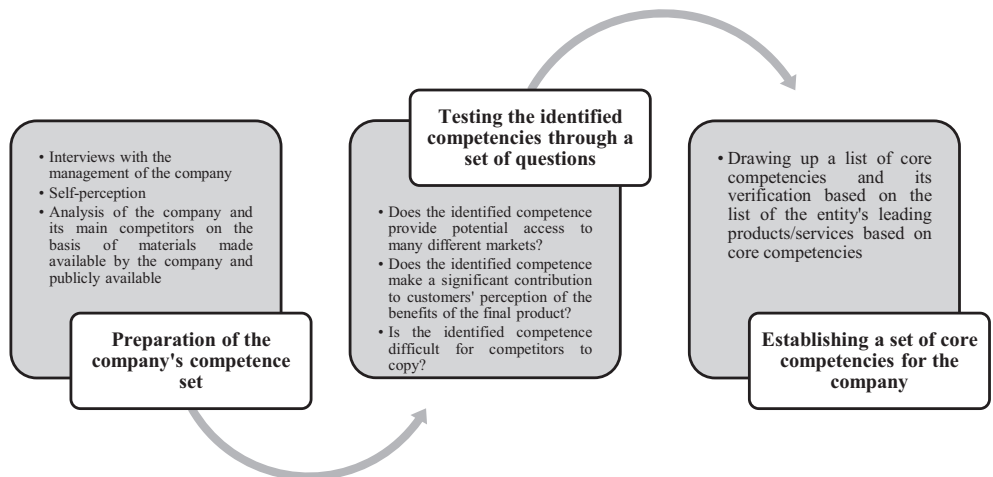 • Interviews with the
management of the company
• Self-perception
• Analysis of the company and
its main competitors on the
basis of materials made
available by the company and
publicly available
Preparation of the
company's competence
set
Testing the identified
competencies through a
set of questions
• Does the identified competence
provide potential access to
many different markets?
• Does the identified competence
make a significant contribution
to customers' perception of the
benefits of the final product?
• Is the identified competence
difficult for competitors to
copy?
• Drawing up a list of core
competencies and its
verification based on the
list of the entity's leading
products/services based on
core competencies
Establishing a set of core
competencies for the
company